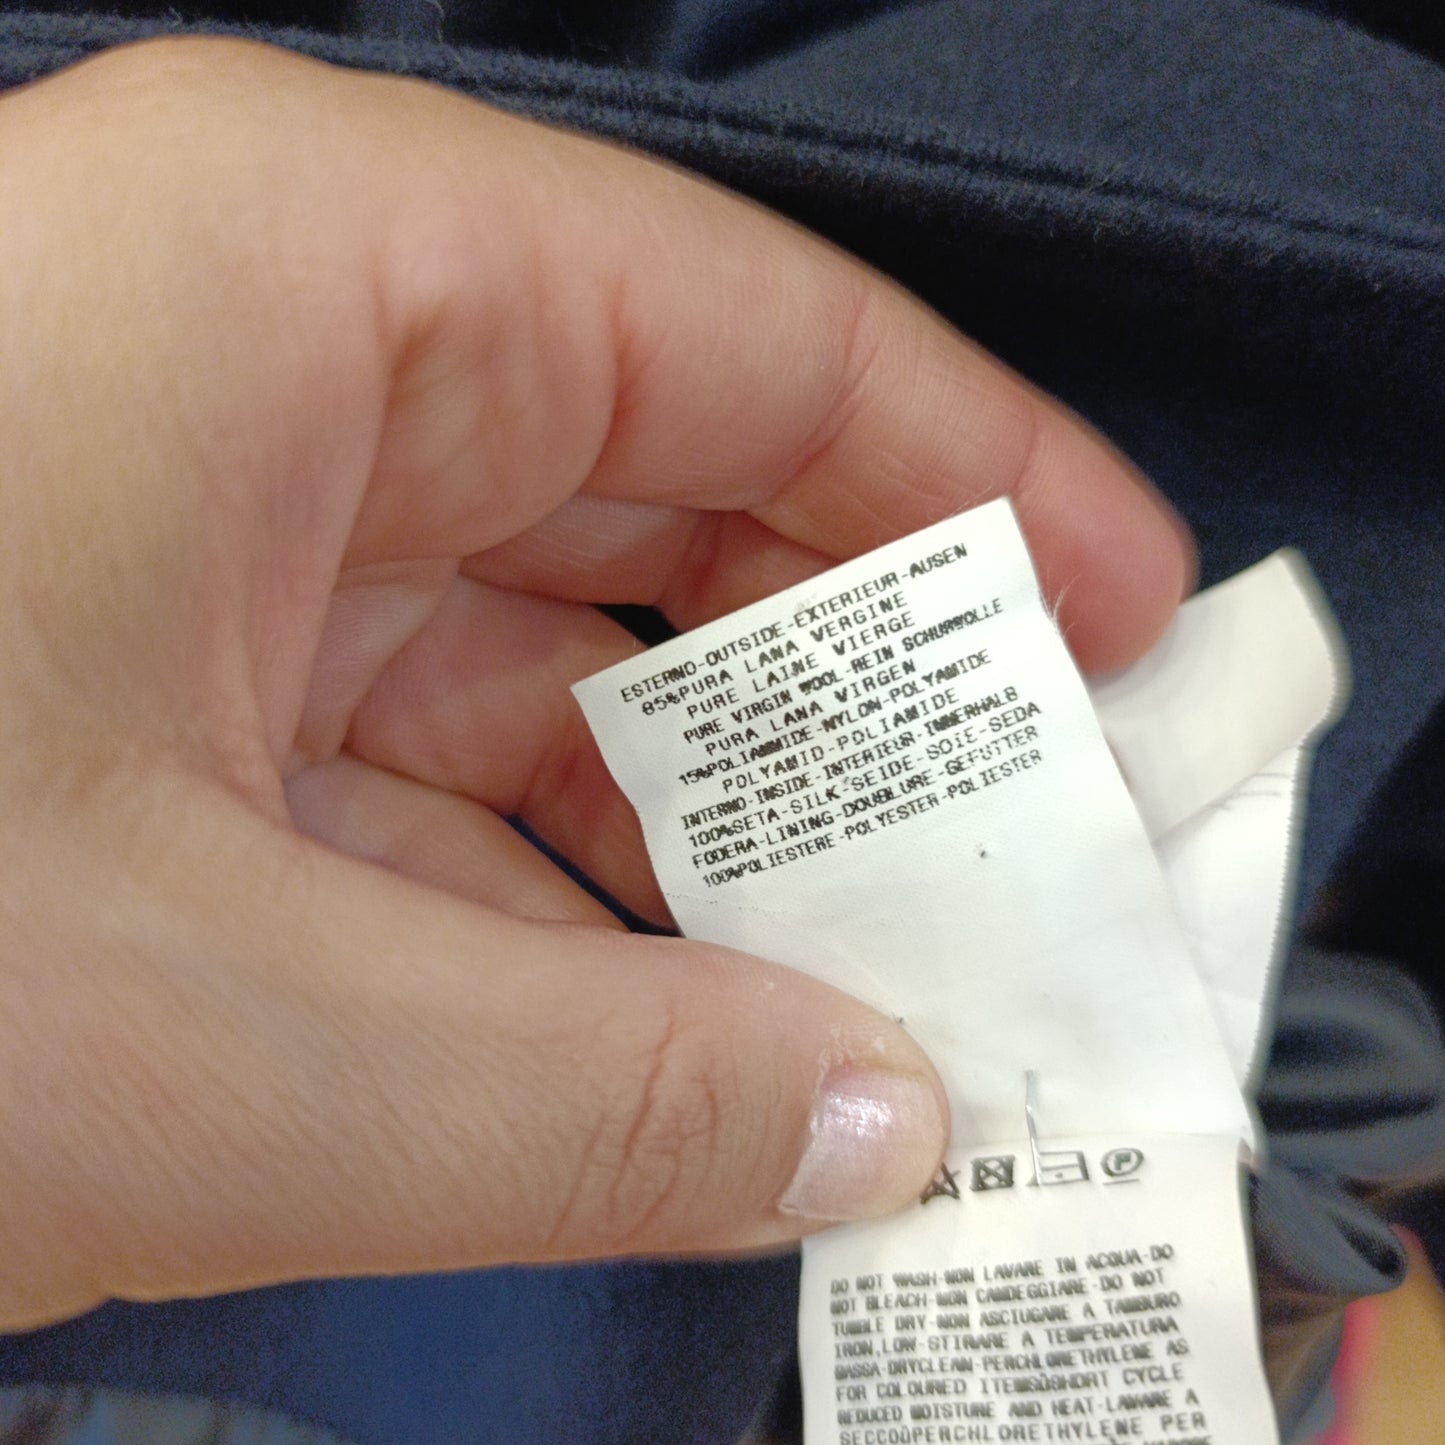 ESTERNO-OUTSIDE-EXTERIEUR-AUSEN
85%PURA LANA VERGINE
PURE LAINE VIERGE
PURE VIRGIN WOOL-REIN SCHURWOLLE
PURA LANA VIRGEN
15%POLIAMMIDE-NYLON-POLYAMIDE
POLYAMID-POLIAMIDE
INTERNO-INSIDE-INTERIEUR-INNERHALB
100%SETA-SILK-SEIDE-SOIE-SEDA
FODERA-LINING-DOUBLURE-GEFUTTER
100%POLIESTERE-POLYESTER-POLIESTER
P
DO NOT WASH-NON LAVARE IN ACQUA-DO
NOT BLEACH-NON CANDEGGIARE-DO NOT
TUMBLE DRY-NON ASCIUGARE A TAMBURO
IRON,LOW-STIRARE A TEMPERATURA
BASSA-DRYCLEAN-PERCHLORETHYLENE AS
FOR COLOURED ITEMSÜSHORT CYCLE
REDUCED MOISTURE AND HEAT-LAVARE A
SECCOÜPERCHLORETHYLENE PER